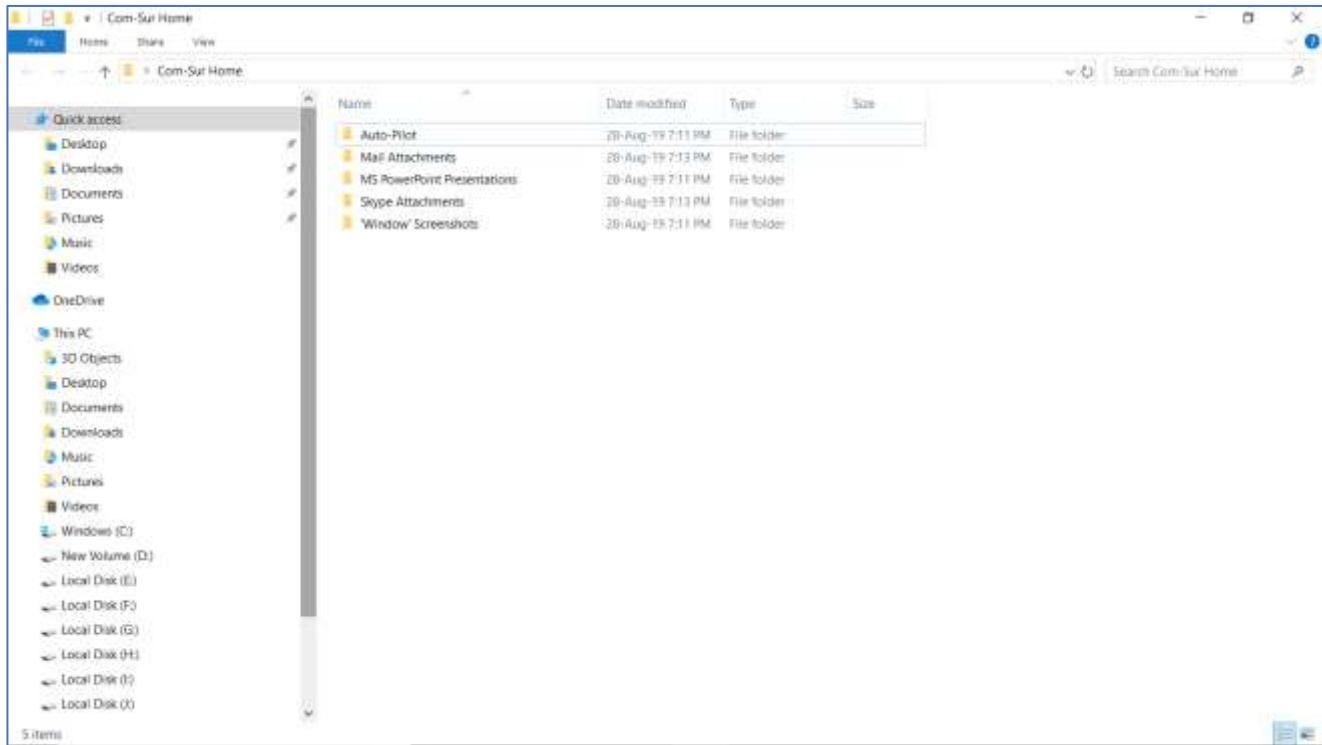 Com-Sur Home
File Home Share View
Com-Sur Home
Search Com-Sur Home
Quick access
Desktop
Downloads
Documents
Pictures
Music
Videos
OneDrive
This PC
3D Objects
Desktop
Documents
Downloads
Music
Pictures
Videos
Windows (C:)
New Volume (D:)
Local Disk (E:)
Local Disk (F:)
Local Disk (G:)
Local Disk (H:)
Local Disk (I:)
Local Disk (J:)
Name Date modified Type Size
Auto-Pilot 28-Aug-19 7:11 PM File folder
Mail Attachments 28-Aug-19 7:13 PM File folder
MS PowerPoint Presentations 28-Aug-19 7:11 PM File folder
Skype Attachments 28-Aug-19 7:13 PM File folder
'Window' Screenshots 28-Aug-19 7:11 PM File folder
5 items